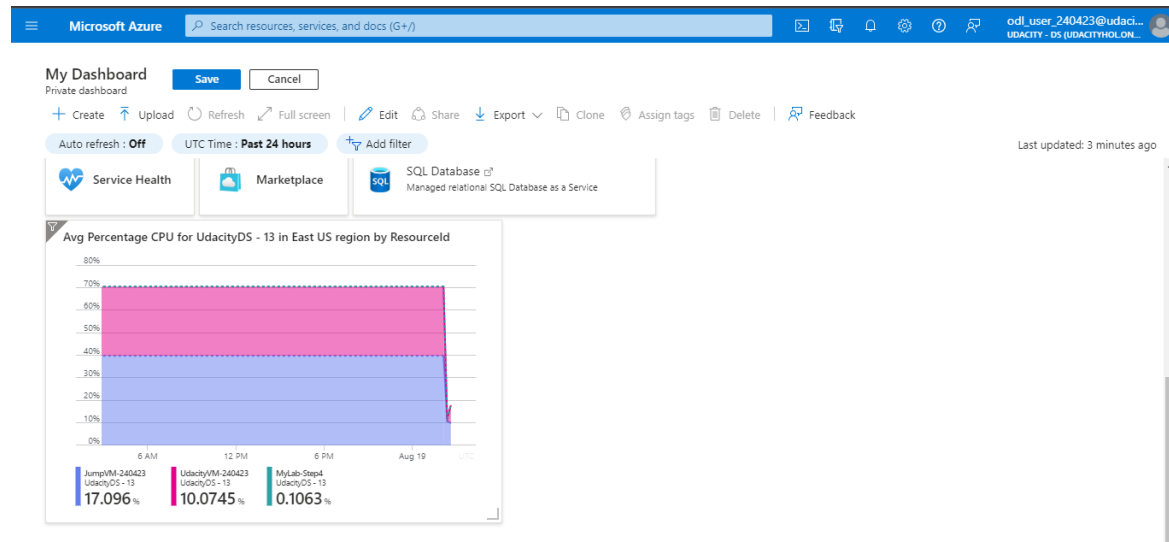 Microsoft Azure
Search resources, services, and docs (G+/)
odl_user_240423@udaci...
UDACITY - DS (UDACITYHOL.ON...
My Dashboard
Private dashboard
Save
Cancel
Create
Upload
Refresh
Full screen
Edit
Share
Export
Clone
Assign tags
Delete
Feedback
Auto refresh : Off
UTC Time : Past 24 hours
Add filter
Last updated: 3 minutes ago
Service Health
Marketplace
SQL
SQL Database
Managed relational SQL Database as a Service
Avg Percentage CPU for UdacityDS - 13 in East US region by ResourceId
80%
70%
60%
50%
40%
30%
20%
10%
0%
6 AM
12 PM
6 PM
Aug 19
UTC
JumpVM-240423
UdacityDS - 13
17.096 %
UdacityVM-240423
UdacityDS - 13
10.0745 %
MyLab-Step4
UdacityDS - 13
0.1063 %